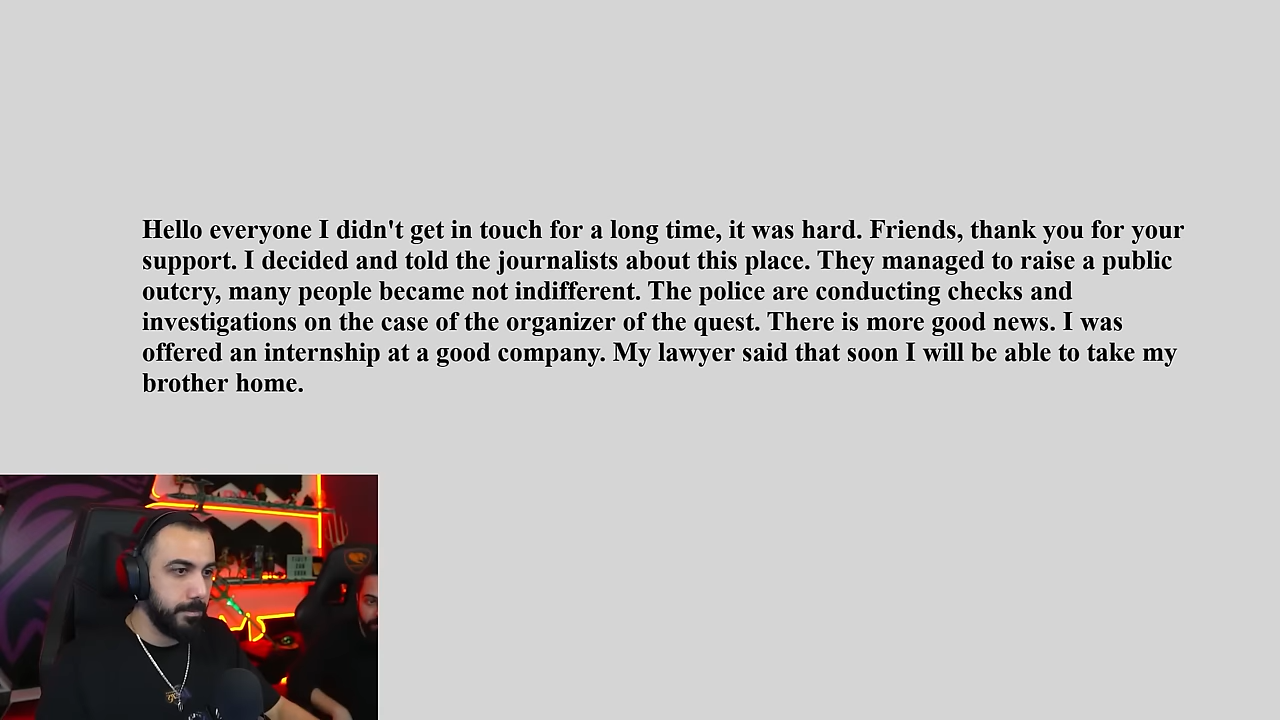 Hello everyone I didn't get in touch for a long time, it was hard. Friends, thank you for your
support. I decided and told the journalists about this place. They managed to raise a public
outcry, many people became not indifferent. The police are conducting checks and
investigations on the case of the organizer of the quest. There is more good news. I was
offered an internship at a good company. My lawyer said that soon I will be able to take my
brother home.